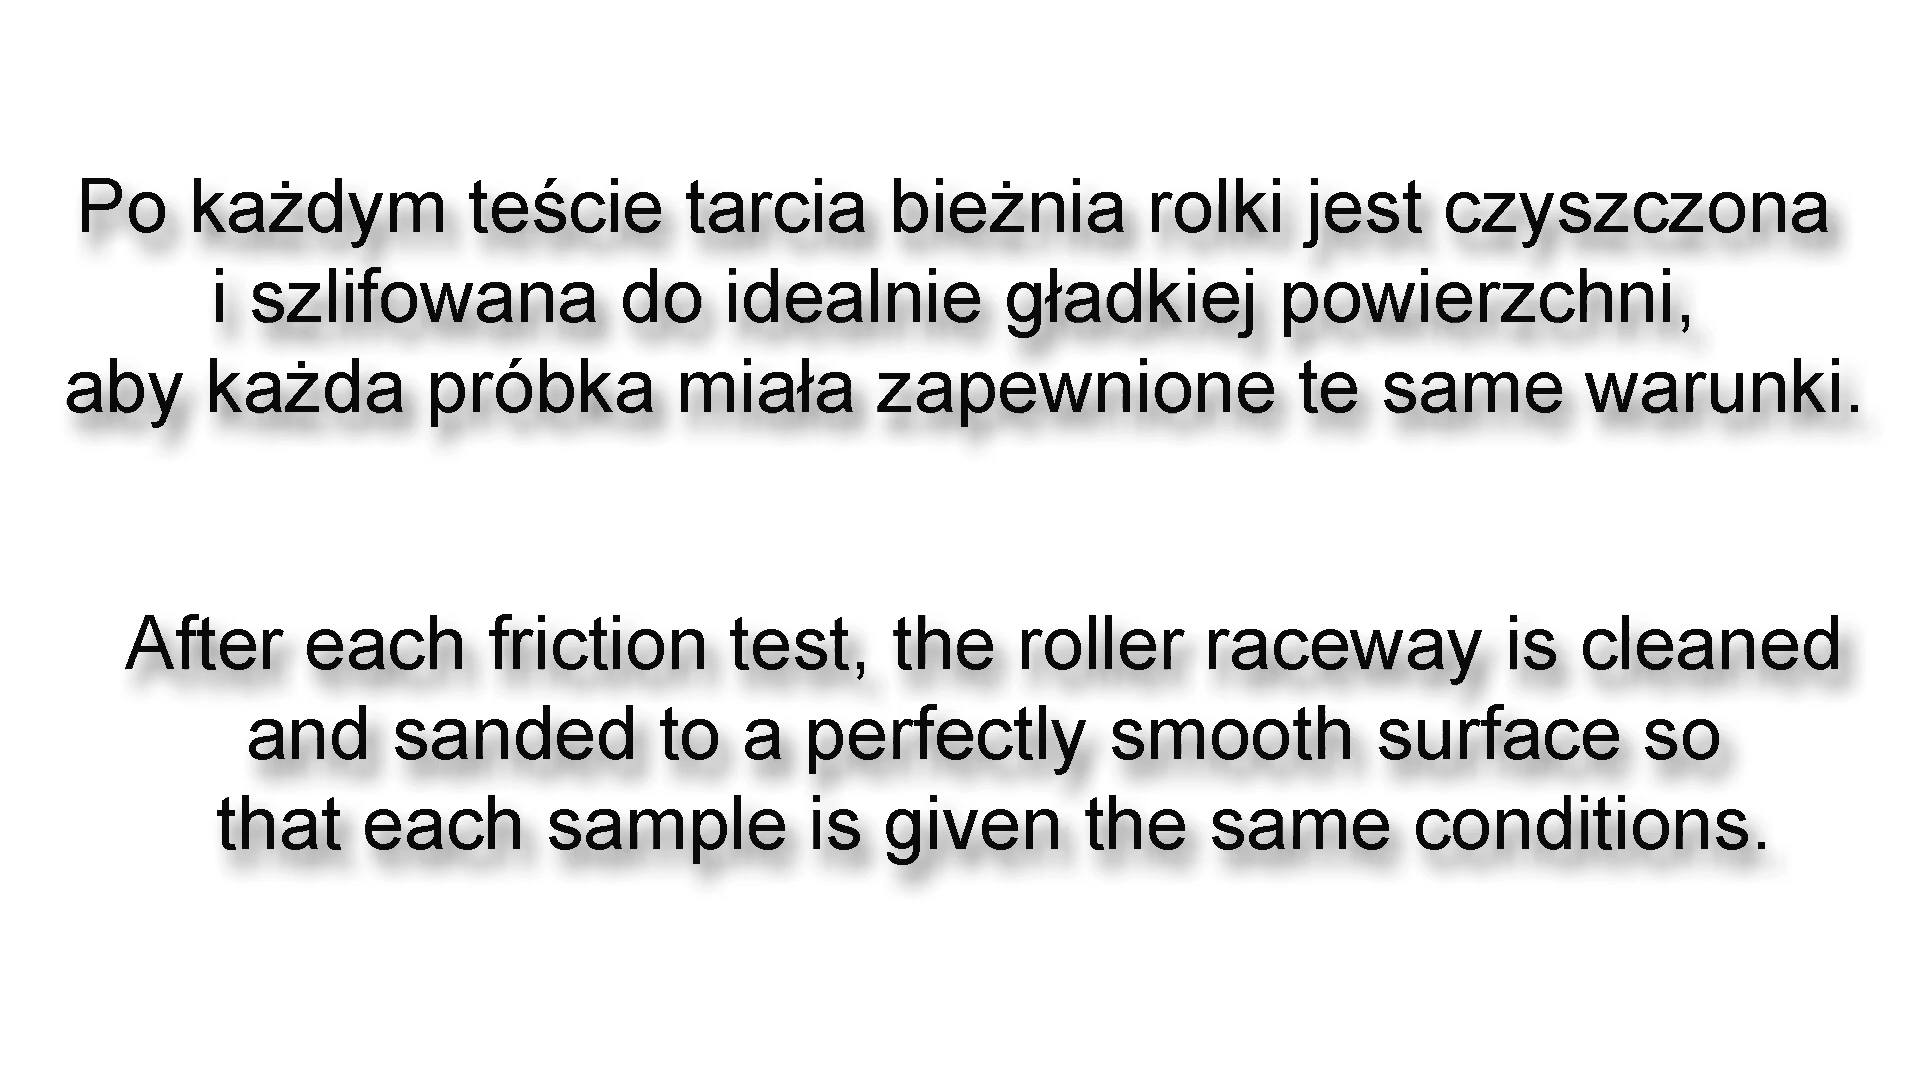 Po każdym teście tarcia bieżnia rolki jest czyszczona
i szlifowana do idealnie gładkiej powierzchni,
aby każda próbka miała zapewnione te same warunki.
After each friction test, the roller raceway is cleaned
and sanded to a perfectly smooth surface so
that each sample is given the same conditions.